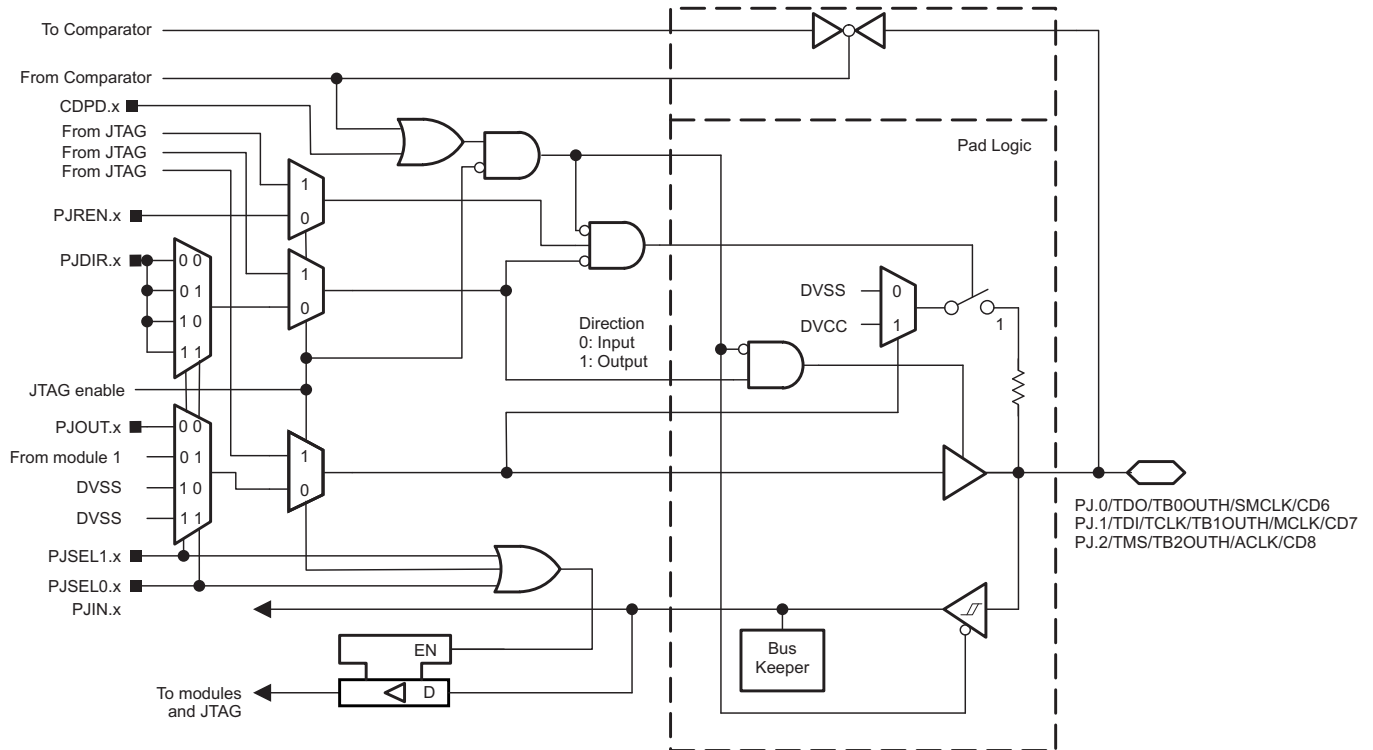 To Comparator
From Comparator
Pad Logic
CDPD.x
From JTAG
From JTAG
From JTAG
1
PJREN.x
0
PJDIR.x
0 0
1
0 1
0
1 0
1 1
Direction
0: Input
1: Output
DVSS
0
DVCC
1
1
JTAG enable
PJOUT.x
0 0
From module 1
0 1
1
DVSS
1 0
0
DVSS
1 1
PJ.0/TDO/TB0OUTH/SMCLK/CD6
PJ.1/TDI/TCLK/TB1OUTH/MCLK/CD7
PJ.2/TMS/TB2OUTH/ACLK/CD8
PJSEL1.x
PJSEL0.x
PJIN.x
Bus
Keeper
EN
D
To modules
and JTAG